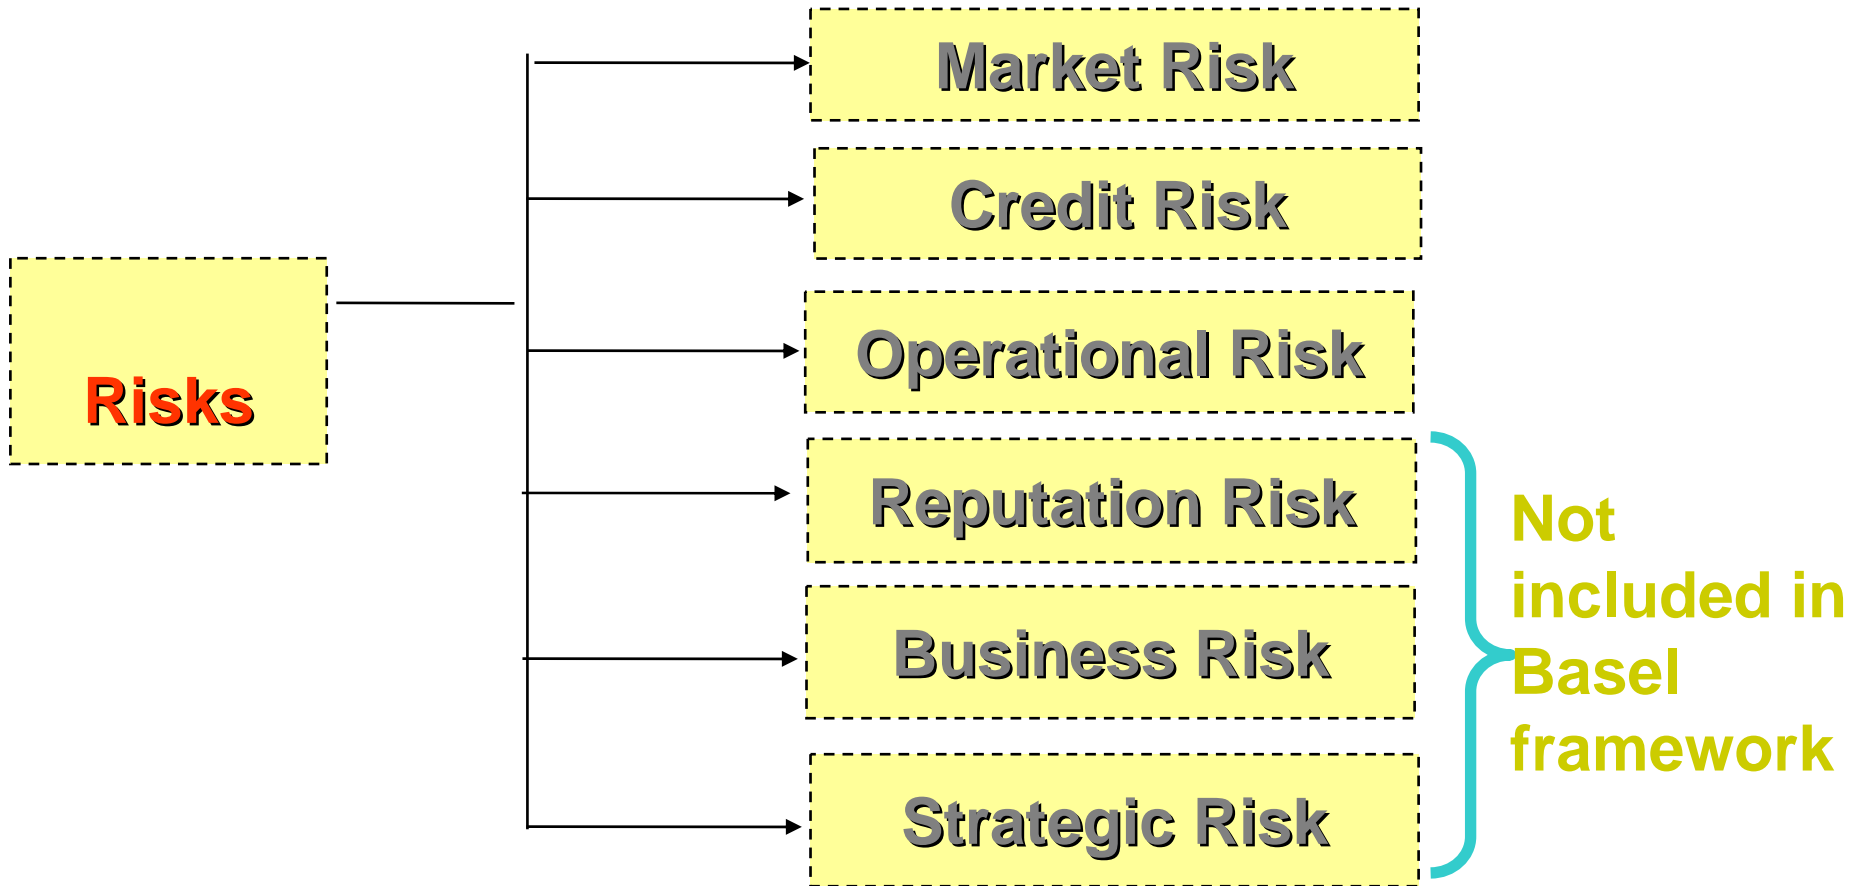 Market Risk
Credit Risk
Operational Risk
Risks
Reputation Risk
Business Risk
Strategic Risk
Not
included in
Basel
framework